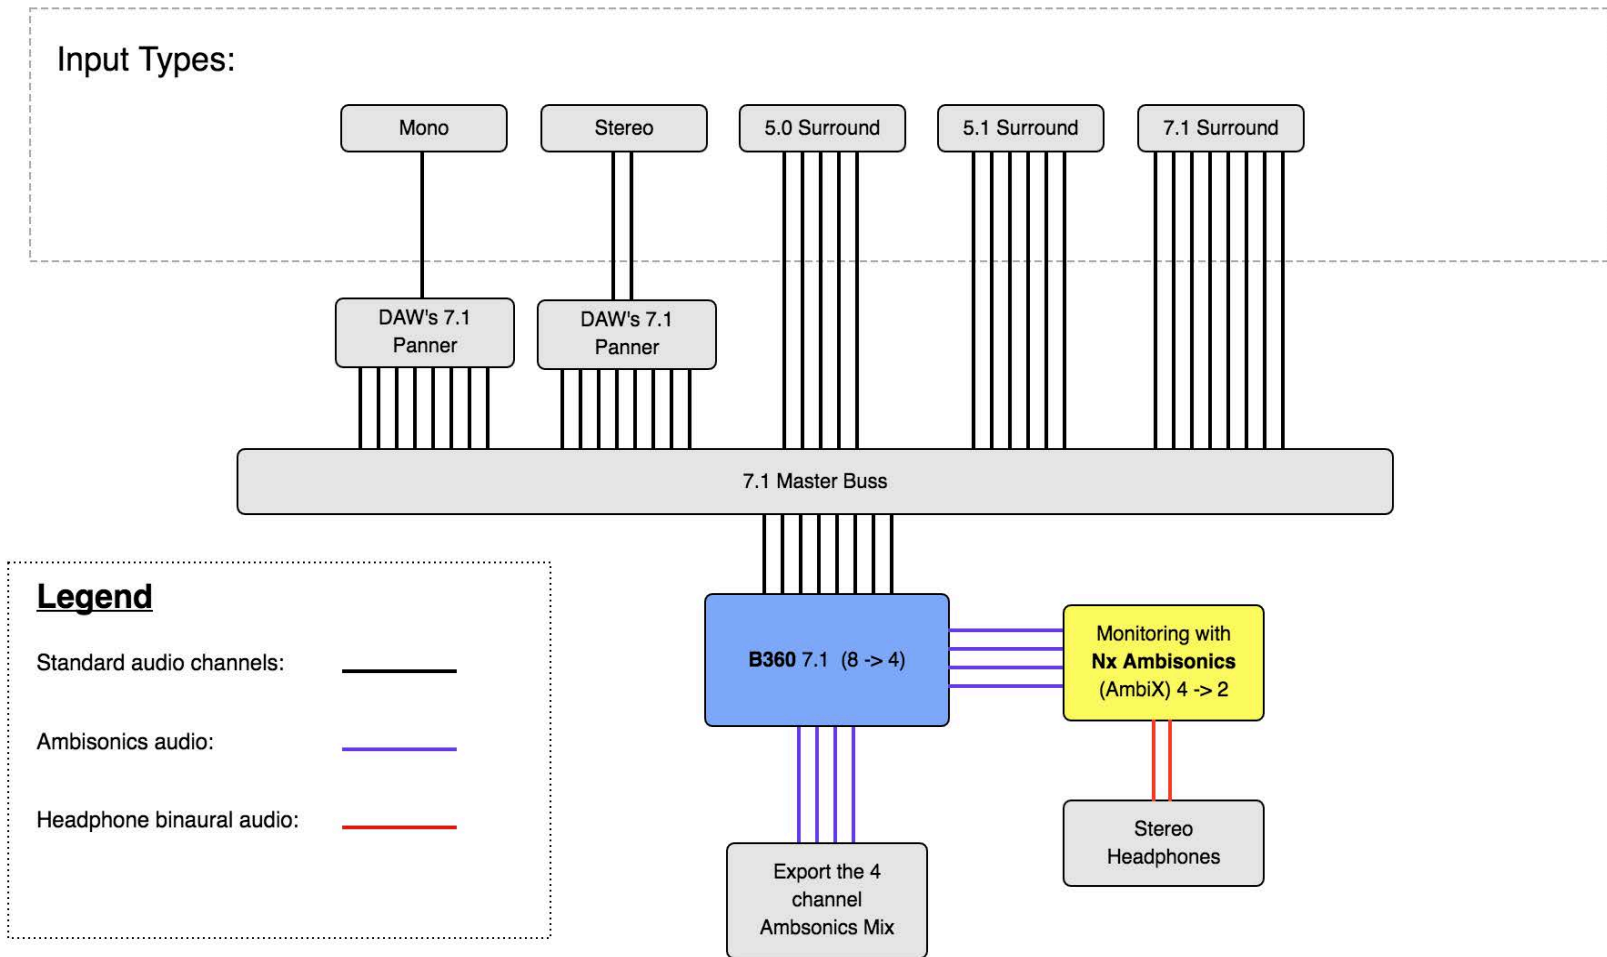 Input Types:
Mono
Stereo
5.0 Surround
5.1 Surround
7.1 Surround
DAW's 7.1
Panner
DAW's 7.1
Panner
7.1 Master Buss
Legend
Standard audio channels:
Ambisonics audio:
Headphone binaural audio:
B360 7.1 (8 -> 4)
Monitoring with
Nx Ambisonics
(AmbiX) 4 -> 2
Stereo
Headphones
Export the 4
channel
Ambsonics Mix